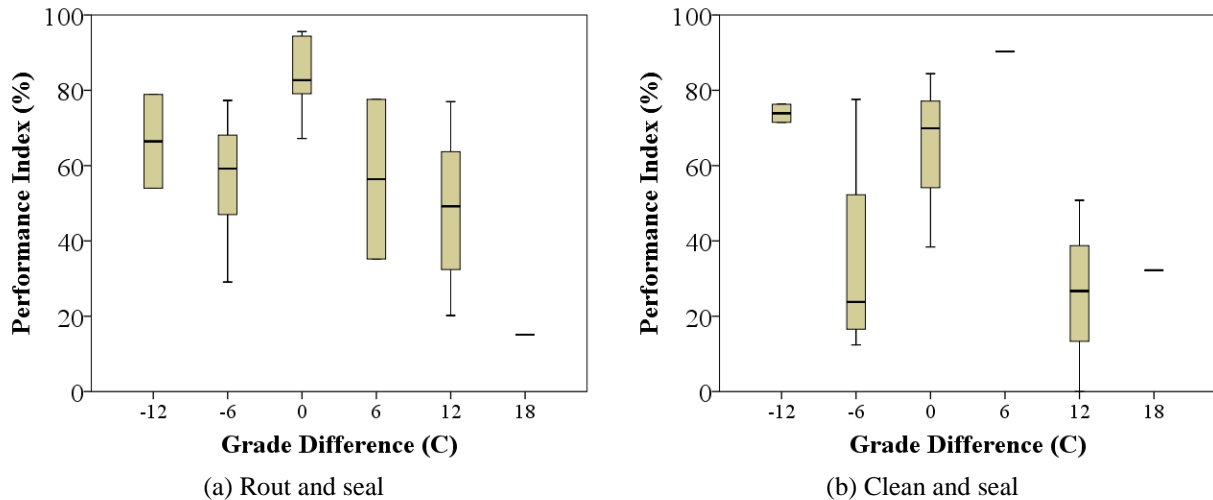 100
80
60
40
20
0
Performance Index (%)
-12 -6 0 6 12 18
Grade Difference (C)
(a) Rout and seal
100
80
60
40
20
0
Performance Index (%)
-12 -6 0 6 12 18
Grade Difference (C)
(b) Clean and seal